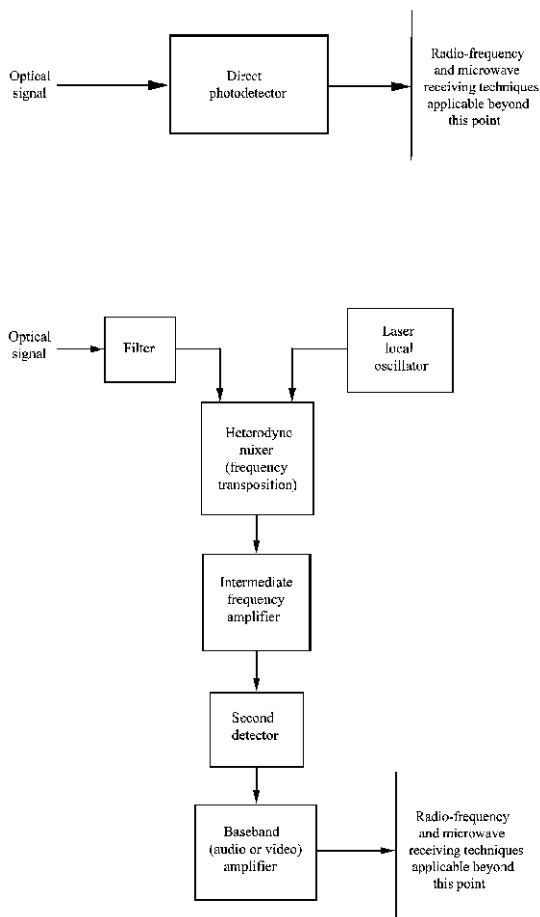 Optical
signal
Direct
photodetector
Radio-frequency
and microwave
receiving techniques
applicable beyond
this point
Optical
signal
Filter
Laser
local
oscillator
Heterodyne
mixer
(frequency
transposition)
Intermediate
frequency
amplifier
Second
detector
Baseband
(audio or video)
amplifier
Radio-frequency
and microwave
receiving techniques
applicable beyond
this point